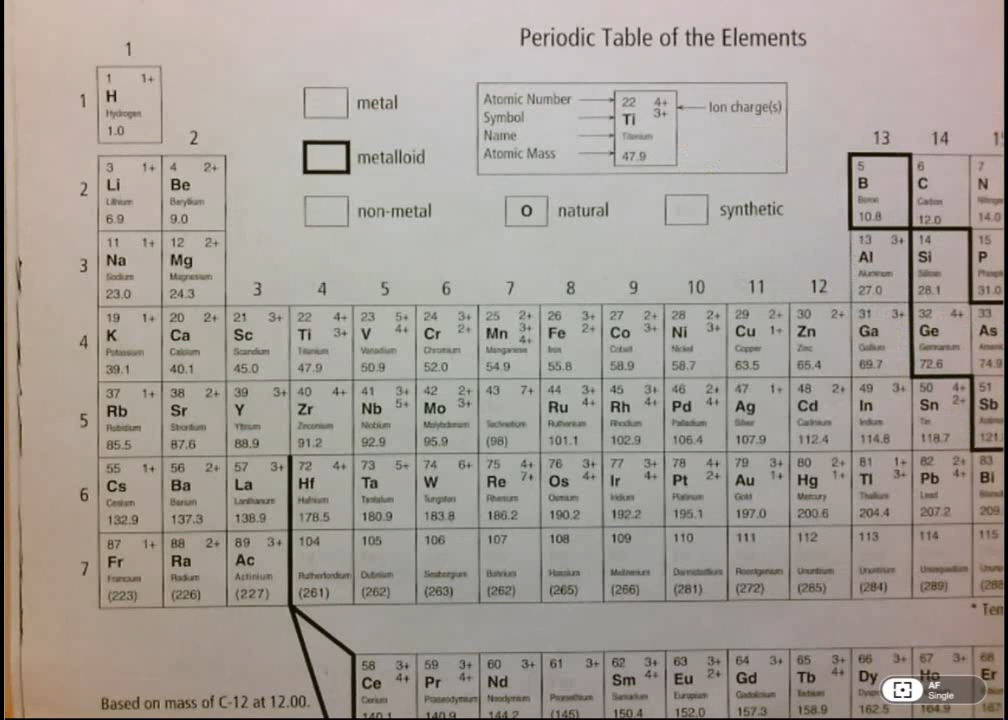 Periodic Table of the Elements
1
1 1+
H
Hydrogen
1.0
1
metal
metalloid
non-metal
O natural
synthetic
Atomic Number 22 4+ Ion charge(s)
Symbol Ti 3+
Name Titanium
Atomic Mass 47.9
2 13 14
2
3 1+ 4 2+ 5 6 7
Li Be B C N
Lithium Beryllium Boron Carbon
6.9 9.0 10.8 12.0 14.0
3
11 1+ 12 2+ 13 3+ 14 15
Na Mg Al Si P
Sodium Magnesium Aluminum Silicon
23.0 24.3 27.0 28.1 31.0
3 4 5 6 7 8 9 10 11 12
4
19 1+ 20 2+ 21 3+ 22 4+ 23 5+ 24 3+ 25 2+ 26 3+ 27 2+ 28 2+ 29 2+ 30 2+ 31 3+ 32 4+ 33
K Ca Sc Ti 3+ V 4+ Cr 2+ Mn 3+ 4+ Fe 2+ Co 3+ Ni 3+ Cu 1+ Zn Ga Ge As
Potassium Calcium Scandium Titanium Vanadium Chromium Manganese Iron Cobalt Nickel Copper Zinc Gallium Germanium
39.1 40.1 45.0 47.9 50.9 52.0 54.9 55.8 58.9 58.7 63.5 65.4 69.7 72.6 74.9
5
37 1+ 38 2+ 39 3+ 40 4+ 41 3+ 42 2+ 43 7+ 44 3+ 45 3+ 46 2+ 47 1+ 48 2+ 49 3+ 50 4+ 51
Rb Sr Y Zr Nb 5+ Mo 3+ Ru 4+ Rh 4+ Pd 4+ Ag Cd In Sn 2+ Sb
Rubidium Strontium Yttrium Zirconium Niobium Molybdenum Technetium Ruthenium Rhodium Palladium Silver Cadmium Indium Tin
85.5 87.6 88.9 91.2 92.9 95.9 (98) 101.1 102.9 106.4 107.9 112.4 114.8 118.7 121.
6
55 1+ 56 2+ 57 3+ 72 4+ 73 5+ 74 6+ 75 4+ 76 3+ 77 3+ 78 4+ 79 3+ 80 2+ 81 1+ 82 2+ 83
Cs Ba La Hf Ta W Re 7+ Os 4+ Ir 4+ Pt 2+ Au 1+ Hg 1+ Tl 3+ Pb 4+ Bi
Cesium Barium Lanthanum Hafnium Tantalum Tungsten Rhenium Osmium Iridium Platinum Gold Mercury Thallium Lead
132.9 137.3 138.9 178.5 180.9 183.8 186.2 190.2 192.2 195.1 197.0 200.6 204.4 207.2 209.
7
87 1+ 88 2+ 89 3+ 104 105 106 107 108 109 110 111 112 113 114 115
Fr Ra Ac
Francium Radium Actinium Rutherfordium Dubnium Seaborgium Bohrium Hassium Meitnerium Darmstadtium Roentgenium Ununbium Ununtrium Ununquadium
(223) (226) (227) (261) (262) (263) (262) (265) (266) (281) (272) (285) (284) (289) (288
* Ten
58 3+ 59 3+ 60 3+ 61 3+ 62 3+ 63 3+ 64 3+ 65 3+ 66 3+ 67 3+ 68
Ce 4+ Pr 4+ Nd Sm 4+ Eu 2+ Gd Tb 4+ Dy Ho Er
Cerium Praseodymium Neodymium Promethium Samarium Europium Gadolinium Terbium
140.1 140.9 144.2 (145) 150.4 152.0 157.3 158.9 162.5 164.9 167.
Based on mass of C-12 at 12.00.
AF
Single